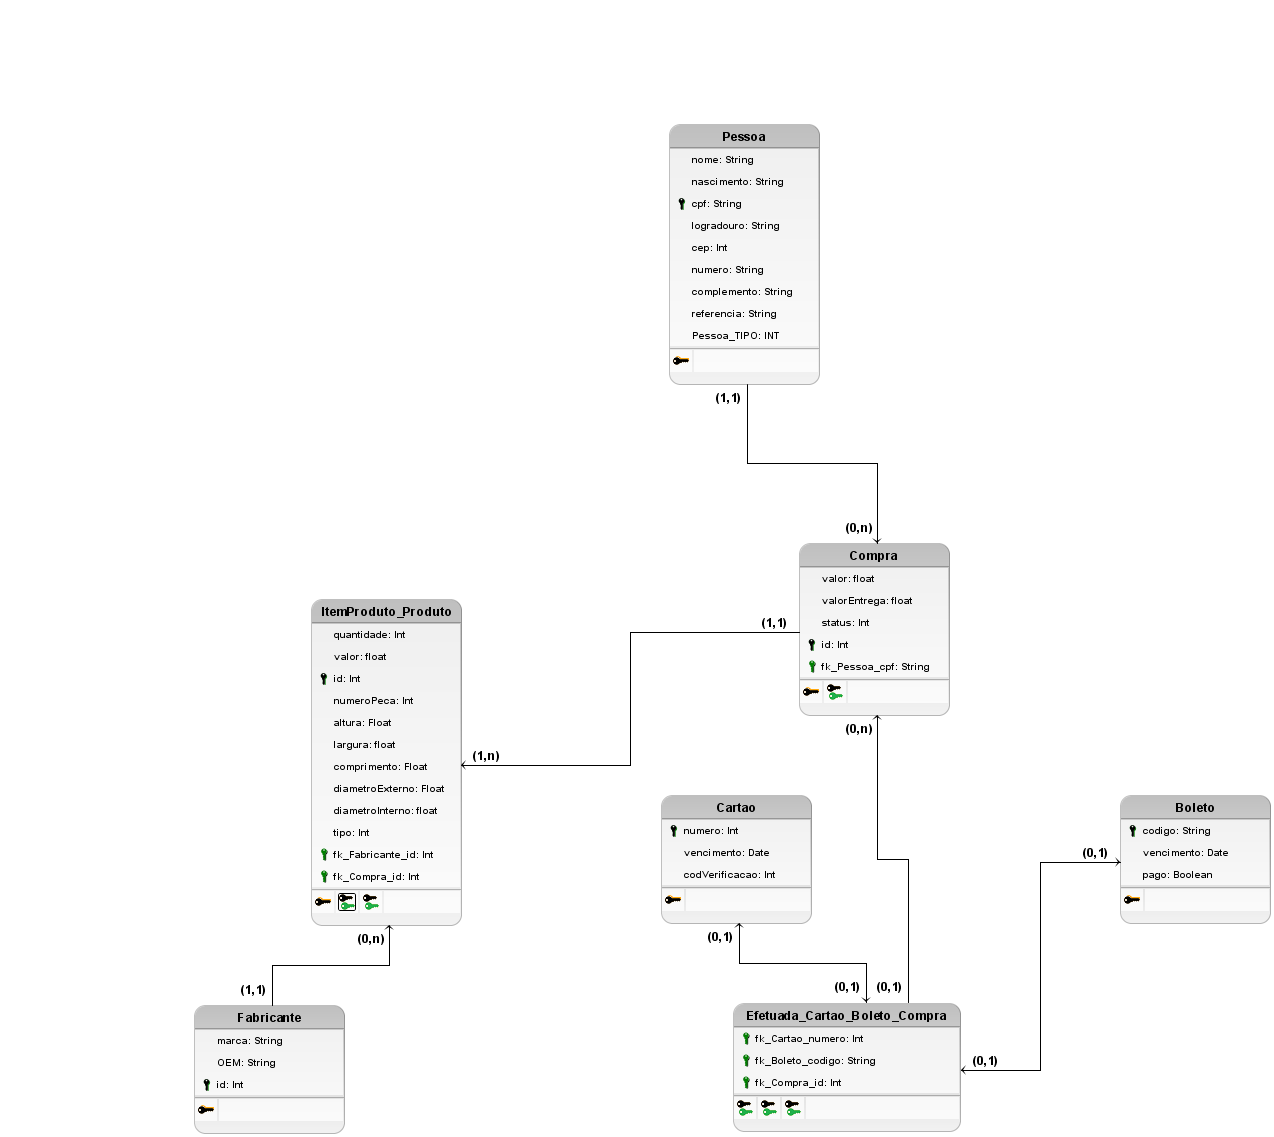 Pessoa
nome: String
nascimento: String
cpf: String
logradouro: String
cep: Int
numero: String
complemento: String
referencia: String
Pessoa_TIPO: INT
(1,1)
(0,n)
Compra
valor: float
valorEntrega: float
status: Int
id: Int
fk_Pessoa_cpf: String
(1,1)
(0,n)
ItemProduto_Produto
quantidade: Int
valor: float
id: Int
numeroPeca: Int
altura: Float
largura: float
comprimento: Float
diametroExterno: Float
diametroInterno: float
tipo: Int
fk_Fabricante_id: Int
fk_Compra_id: Int
(1,n)
(0,n)
Cartao
numero: Int
vencimento: Date
codVerificacao: Int
(0,1)
Boleto
codigo: String
vencimento: Date
pago: Boolean
(0,1)
(1,1)
Fabricante
marca: String
OEM: String
id: Int
(0,1)
(0,1)
Efetuada_Cartao_Boleto_Compra
fk_Cartao_numero: Int
fk_Boleto_codigo: String
fk_Compra_id: Int
(0,1)